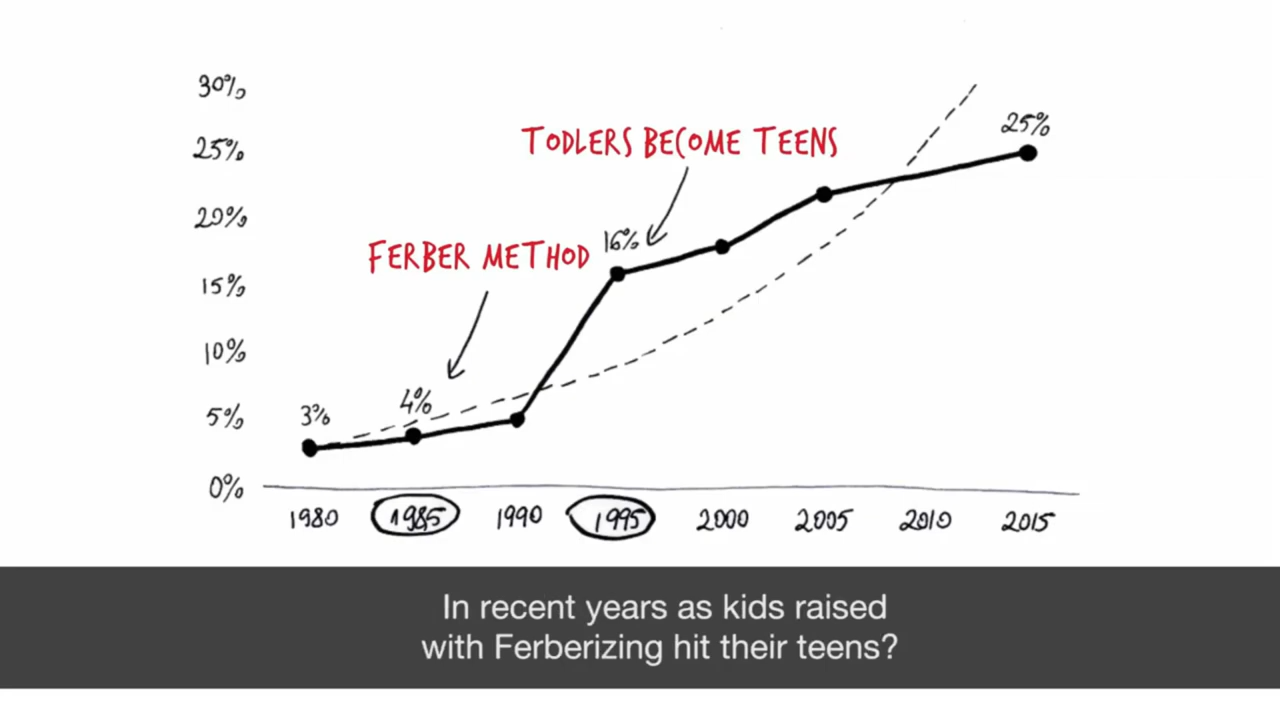 30%
25%
20%
15%
10%
5%
0%
TODLERS BECOME TEENS
25%
FERBER METHOD
16%
4%
3%
1980 1985 1990 1995 2000 2005 2010 2015
In recent years as kids raised
with Ferberizing hit their teens?